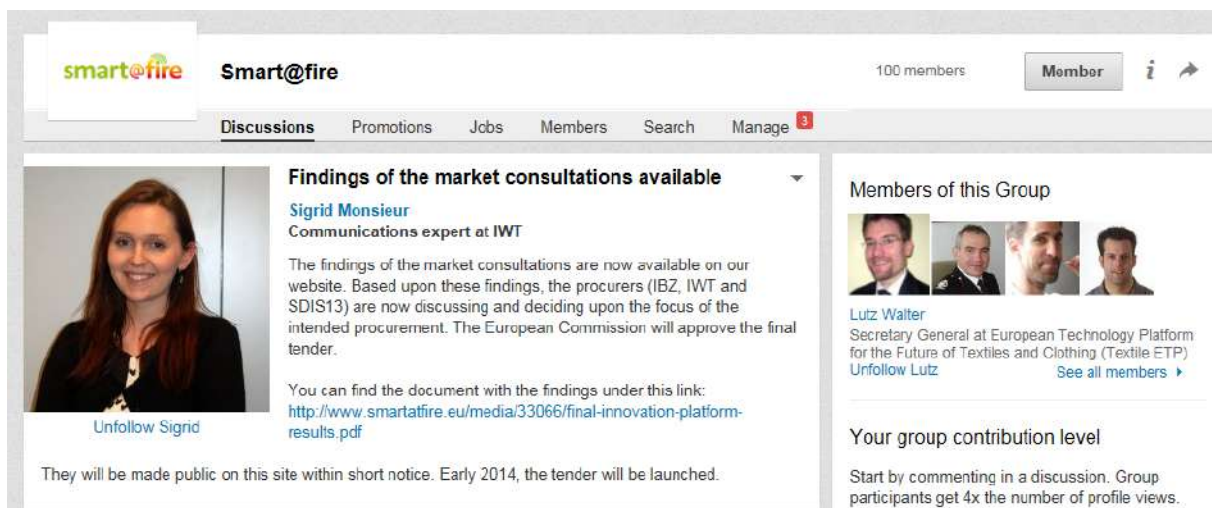 smart@fire
Smart@fire
100 members
Member
i
Discussions
Promotions
Jobs
Members
Search
Manage
3
Findings of the market consultations available
Sigrid Monsieur
Communications expert at IWT
The findings of the market consultations are now available on our
website. Based upon these findings, the procurers (IBZ, IWT and
SDIS13) are now discussing and deciding upon the focus of the
intended procurement. The European Commission will approve the final
tender.
You can find the document with the findings under this link:
http://www.smartatfire.eu/media/33066/final-innovation-platform-
results.pdf
Unfollow Sigrid
They will be made public on this site within short notice. Early 2014, the tender will be launched.
Members of this Group
Lutz Walter
Secretary General at European Technology Platform
for the Future of Textiles and Clothing (Textile ETP)
Unfollow Lutz
See all members
Your group contribution level
Start by commenting in a discussion. Group
participants get 4x the number of profile views.